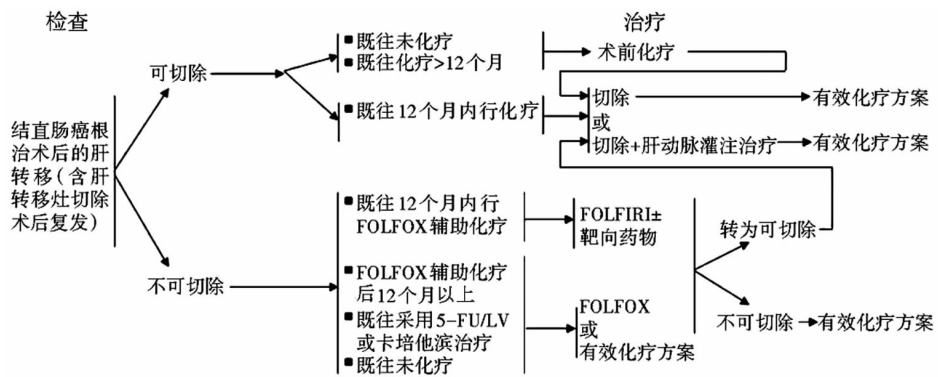 检查
治疗
结直肠癌根
治术后的肝
转移(含肝
转移灶切除
术后复发)
可切除
■既往未化疗
■既往化疗>12个月
术前化疗
■既往12个月内行化疗
切除
或
切除+肝动脉灌注治疗
有效化疗方案
有效化疗方案
不可切除
■既往12个月内行
FOLFOX辅助化疗
FOLFIRI±
靶向药物
■FOLFOX辅助化疗
后12个月以上
■既往采用5-FU/LV
或卡培他滨治疗
■既往未化疗
FOLFOX
或
有效化疗方案
转为可切除
不可切除
有效化疗方案